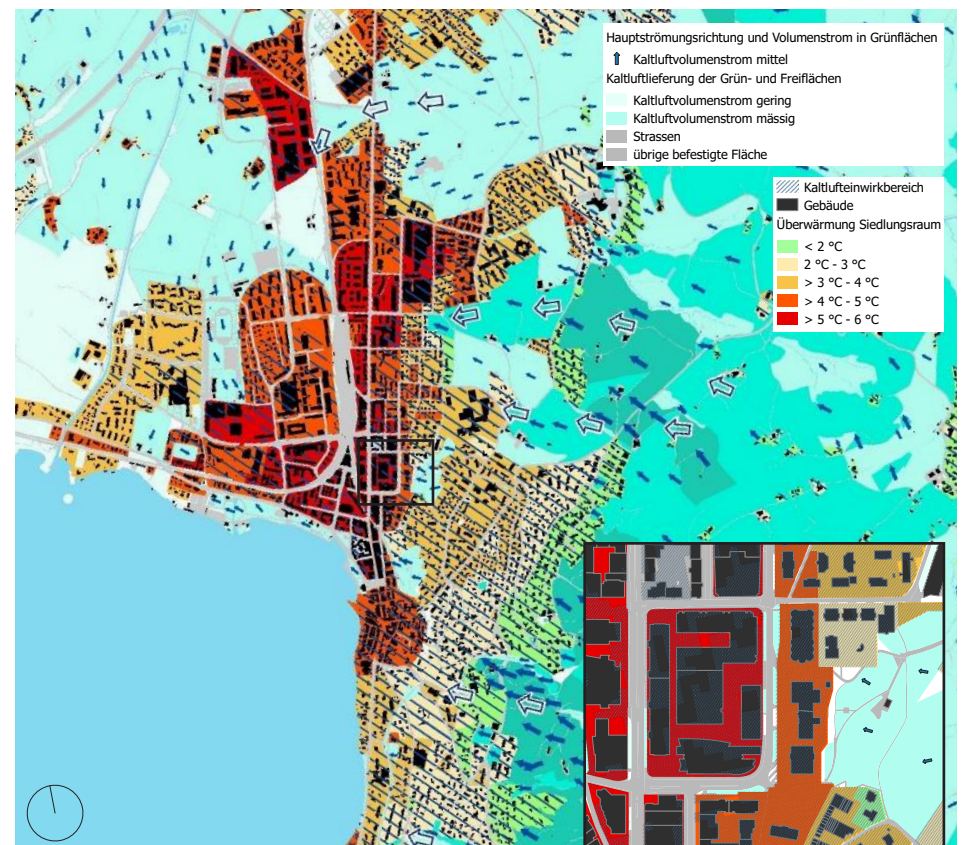 Hauptströmungsrichtung und Volumenstrom in Grünflächen
Kaltluftvolumenstrom mittel
Kaltluftlieferung der Grün- und Freiflächen
Kaltluftvolumenstrom gering
Kaltluftvolumenstrom mässig
Strassen
übrige befestigte Fläche
Kaltlufteinwirkbereich
Gebäude
Überwärmung Siedlungsraum
< 2 °C
2 °C - 3 °C
> 3 °C - 4 °C
> 4 °C - 5 °C
> 5 °C - 6 °C